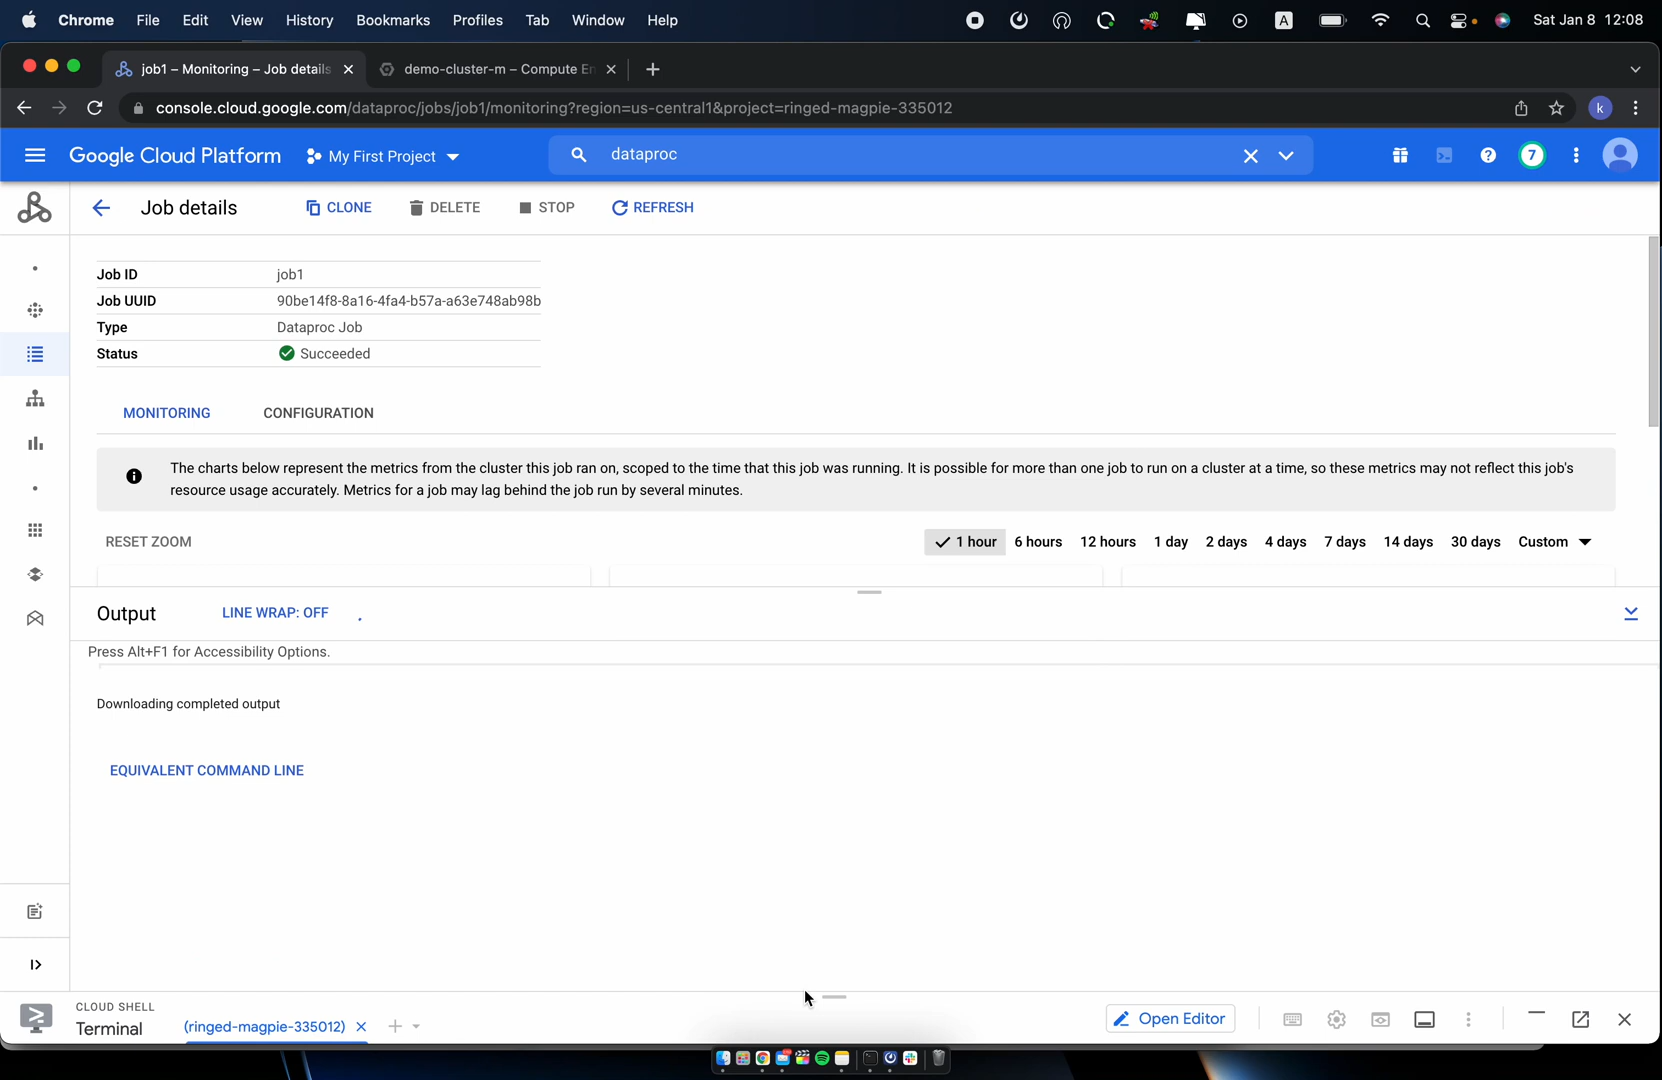 Chrome File Edit View History Bookmarks Profiles Tab Window Help A Sat Jan 8 12:08
job1 – Monitoring – Job details
demo-cluster-m – Compute En
console.cloud.google.com/dataproc/jobs/job1/monitoring?region=us-central1&project=ringed-magpie-335012
k
Google Cloud Platform
My First Project
dataproc
7
Job details
CLONE
DELETE
STOP
REFRESH
Job ID job1
Job UUID 90be14f8-8a16-4fa4-b57a-a63e748ab98b
Type Dataproc Job
Status Succeeded
MONITORING
CONFIGURATION
The charts below represent the metrics from the cluster this job ran on, scoped to the time that this job was running. It is possible for more than one job to run on a cluster at a time, so these metrics may not reflect this job's
resource usage accurately. Metrics for a job may lag behind the job run by several minutes.
RESET ZOOM
1 hour 6 hours 12 hours 1 day 2 days 4 days 7 days 14 days 30 days Custom
Output
LINE WRAP: OFF
Press Alt+F1 for Accessibility Options.
Downloading completed output
EQUIVALENT COMMAND LINE
CLOUD SHELL
Terminal
(ringed-magpie-335012)
Open Editor